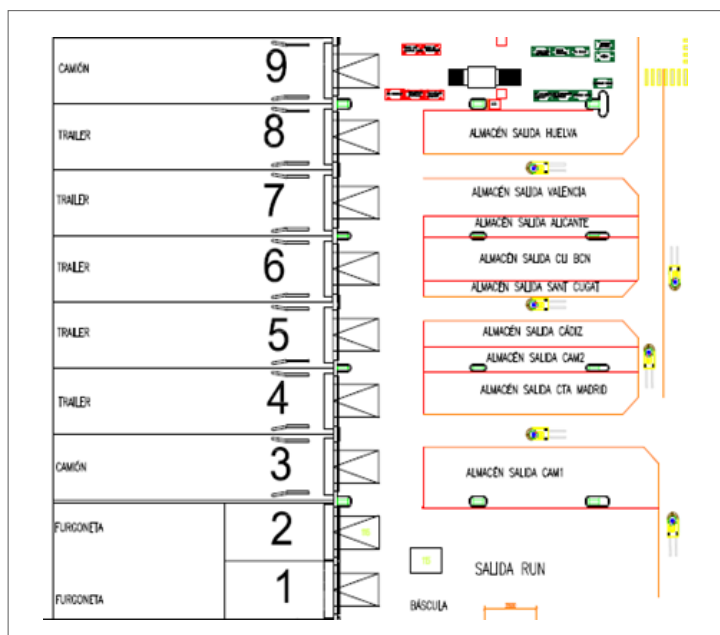 CAMIÓN 9
TRAILER 8
TRAILER 7
TRAILER 6
TRAILER 5
TRAILER 4
CAMIÓN 3
FURGONETA 2
FURGONETA 1
ALMACÉN SALIDA HUELVA
ALMACÉN SALIDA VALENCIA
ALMACÉN SALIDA ALICANTE
ALMACÉN SALIDA CLI BCN
ALMACÉN SALIDA SANT CUGAT
ALMACÉN SALIDA CÁDIZ
ALMACÉN SALIDA CAM2
ALMACÉN SALIDA CTA MADRID
ALMACÉN SALIDA CAM1
SALIDA RUN
BÁSCULA